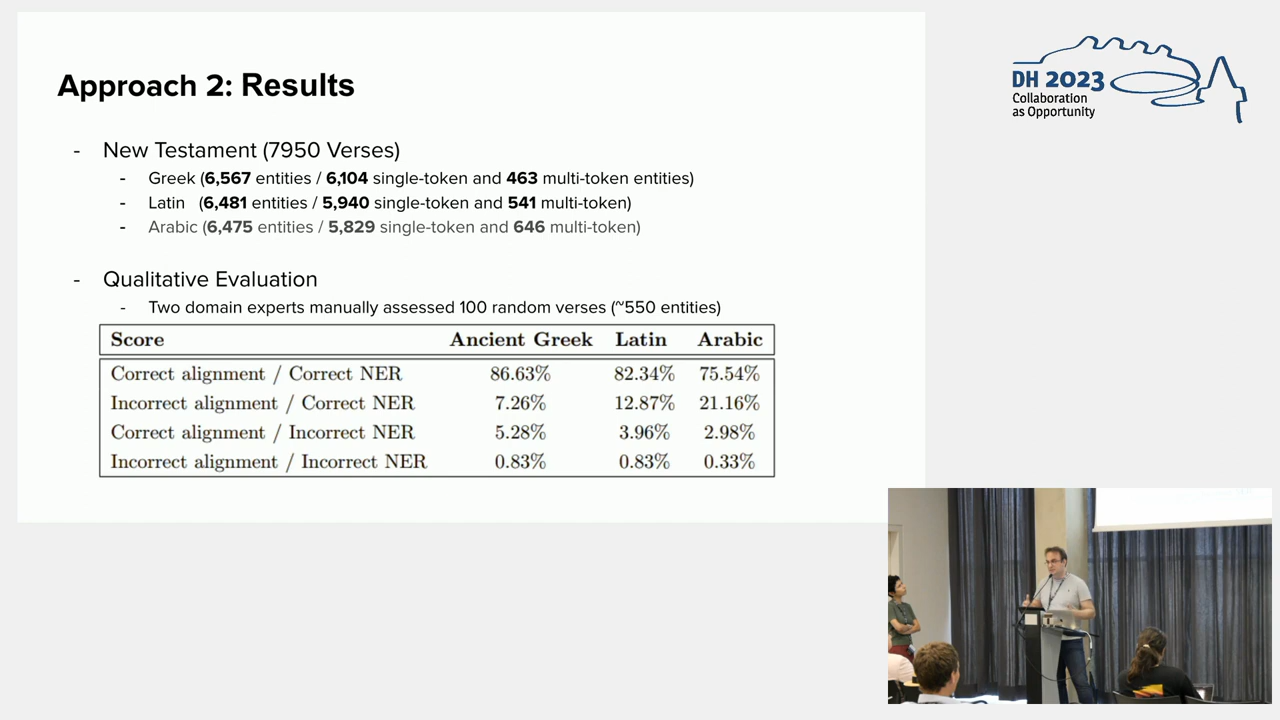 Approach 2: Results
- New Testament (7950 Verses)
- Greek (6,567 entities / 6,104 single-token and 463 multi-token entities)
- Latin (6,481 entities / 5,940 single-token and 541 multi-token)
- Arabic (6,475 entities / 5,829 single-token and 646 multi-token)
- Qualitative Evaluation
- Two domain experts manually assessed 100 random verses (~550 entities)
Score Ancient Greek Latin Arabic
Correct alignment / Correct NER 86.63% 82.34% 75.54%
Incorrect alignment / Correct NER 7.26% 12.87% 21.16%
Correct alignment / Incorrect NER 5.28% 3.96% 2.98%
Incorrect alignment / Incorrect NER 0.83% 0.83% 0.33%
DH 2023
Collaboration
as Opportunity